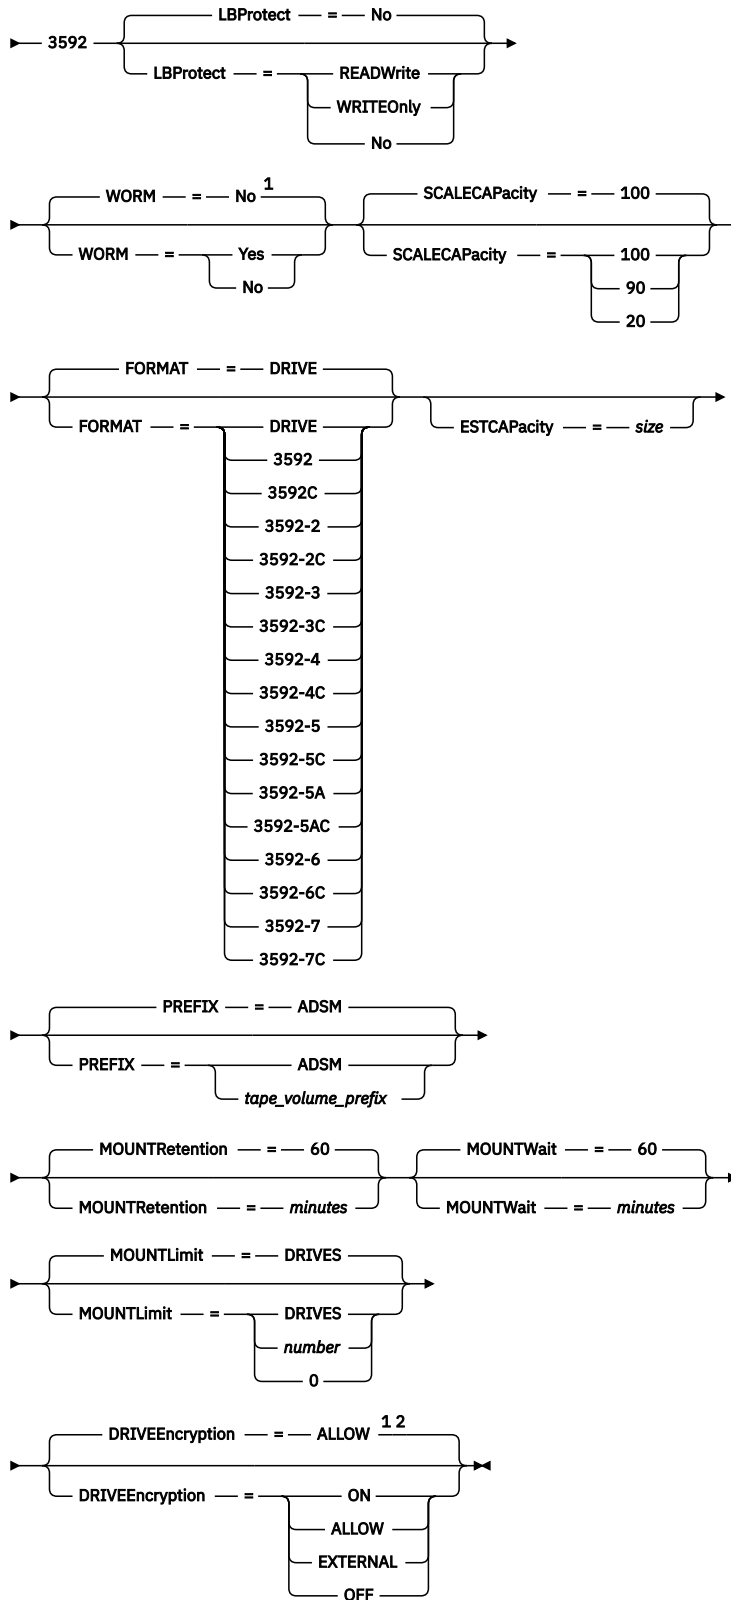 LBProtect = No
3592
LBProtect = READWrite
WRITEOnly
No
WORM = No 1 SCALECAPacity = 100
WORM = Yes SCALECAPacity = 100
No 90
20
FORMAT = DRIVE
FORMAT = DRIVE ESTCAPacity = size
3592
3592C
3592-2
3592-2C
3592-3
3592-3C
3592-4
3592-4C
3592-5
3592-5C
3592-5A
3592-5AC
3592-6
3592-6C
3592-7
3592-7C
PREFIX = ADSM
PREFIX = ADSM
tape_volume_prefix
MOUNTRetention = 60 MOUNTWait = 60
MOUNTRetention = minutes MOUNTWait = minutes
MOUNTLimit = DRIVES
MOUNTLimit = DRIVES
number
0
DRIVEEncryption = ALLOW 1 2
DRIVEEncryption = ON
ALLOW
EXTERNAL
OFF